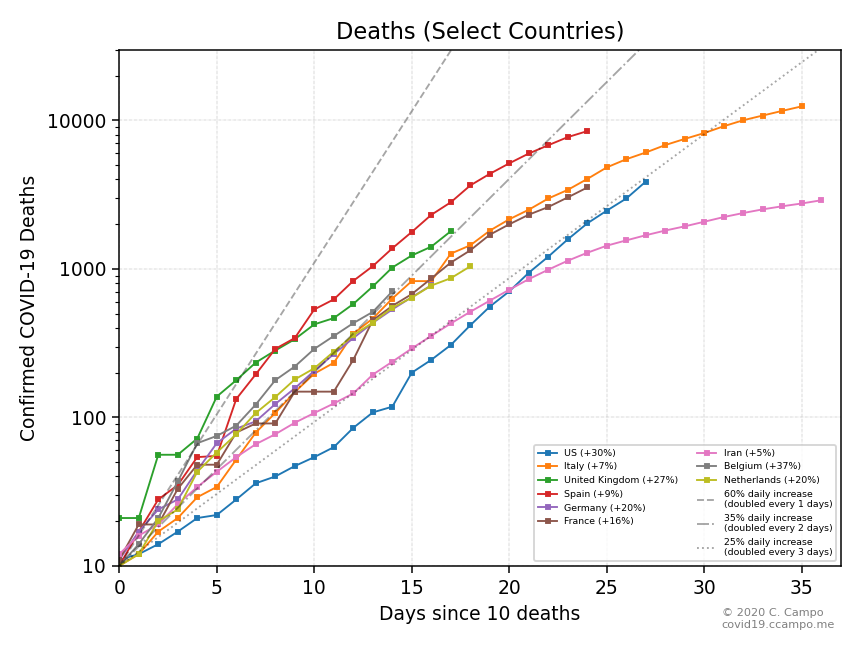 Deaths (Select Countries)
Confirmed COVID-19 Deaths
10000
1000
100
10
0 5 10 15 20 25 30 35
Days since 10 deaths
US (+30%)
Italy (+7%)
United Kingdom (+27%)
Spain (+9%)
Germany (+20%)
France (+16%)
Iran (+5%)
Belgium (+37%)
Netherlands (+20%)
60% daily increase
(doubled every 1 days)
35% daily increase
(doubled every 2 days)
25% daily increase
(doubled every 3 days)
© 2020 C. Campo
covid19.ccampo.me